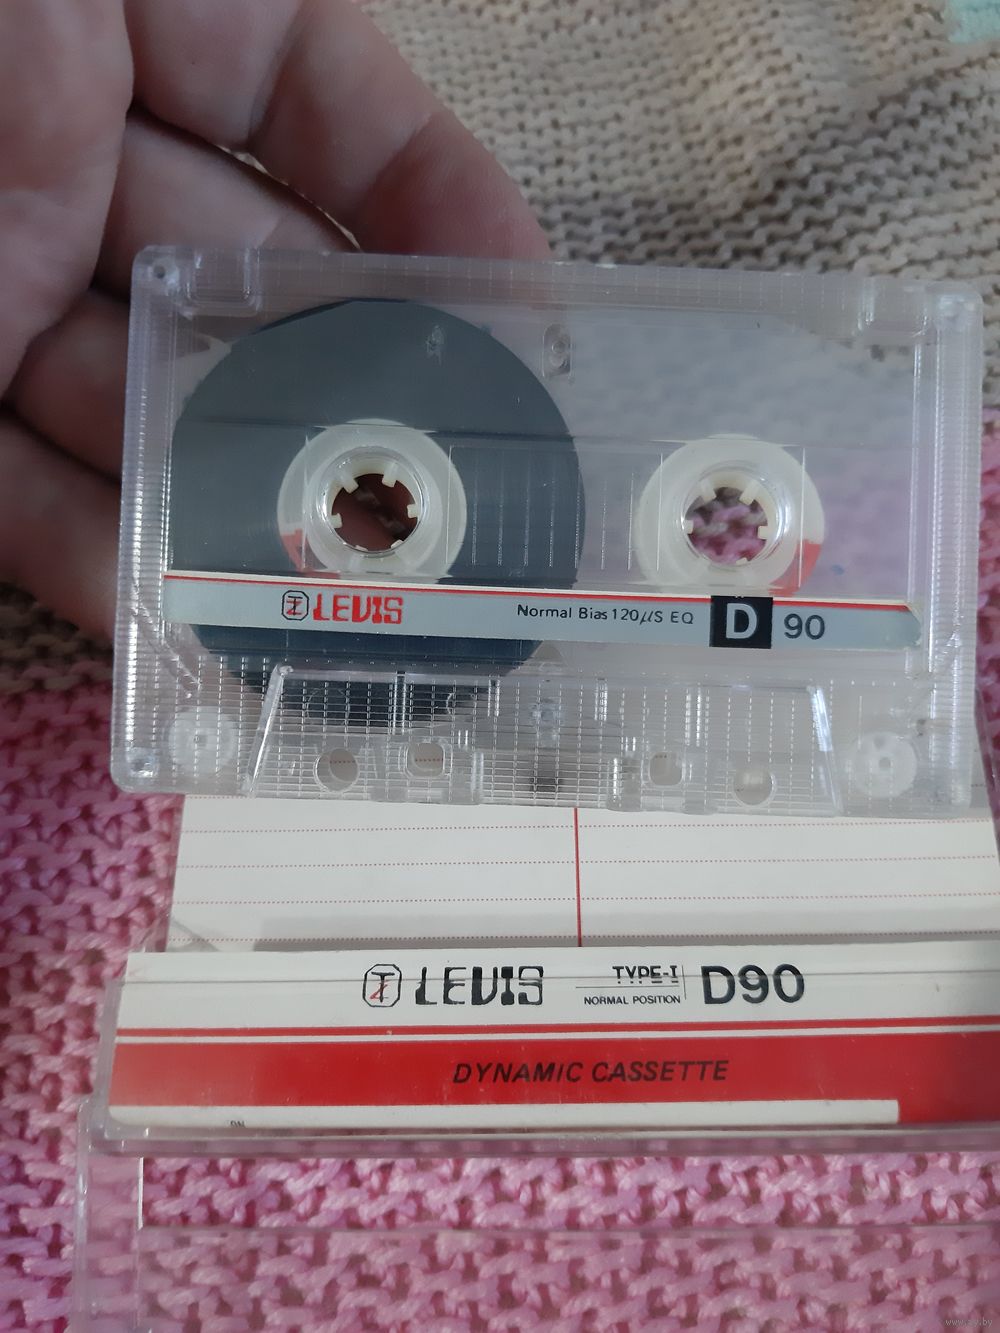 LEVIS Normal Bias 120µS EQ D 90
LEVIS TYPE-I D90
NORMAL POSITION
DYNAMIC CASSETTE